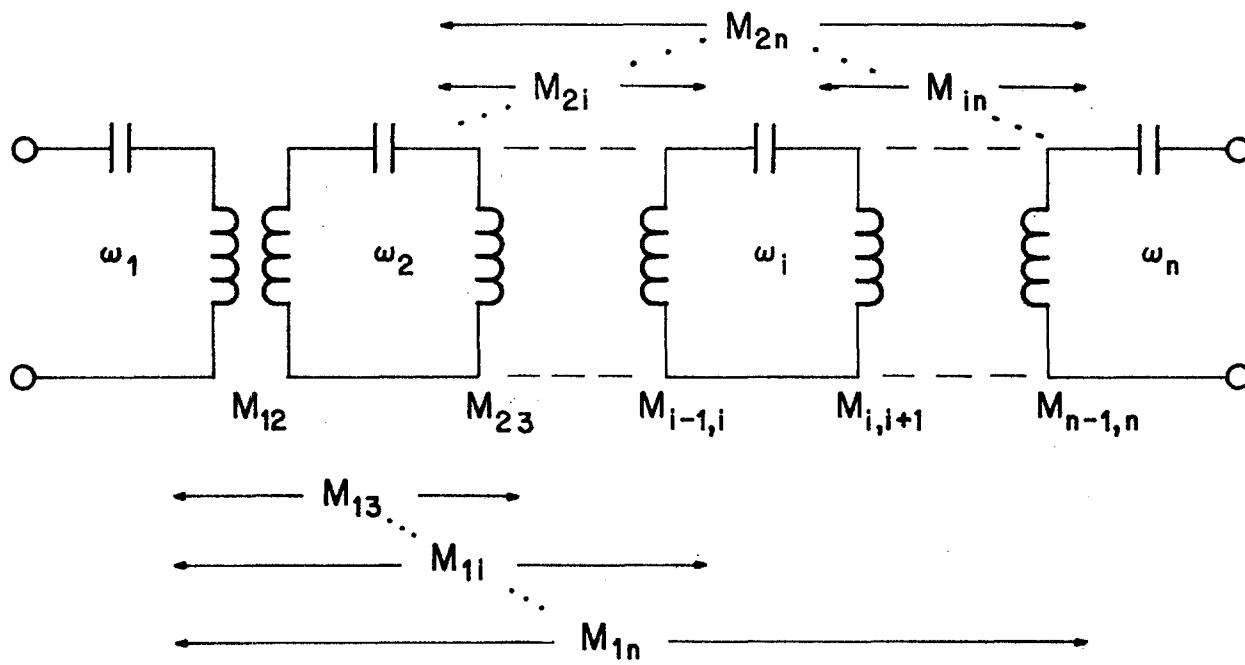 M2n
M2i Min
ω1 ω2 ωi ωn
M12 M23 Mi-1,i Mi,i+1 Mn-1,n
M13
M1i
M1n